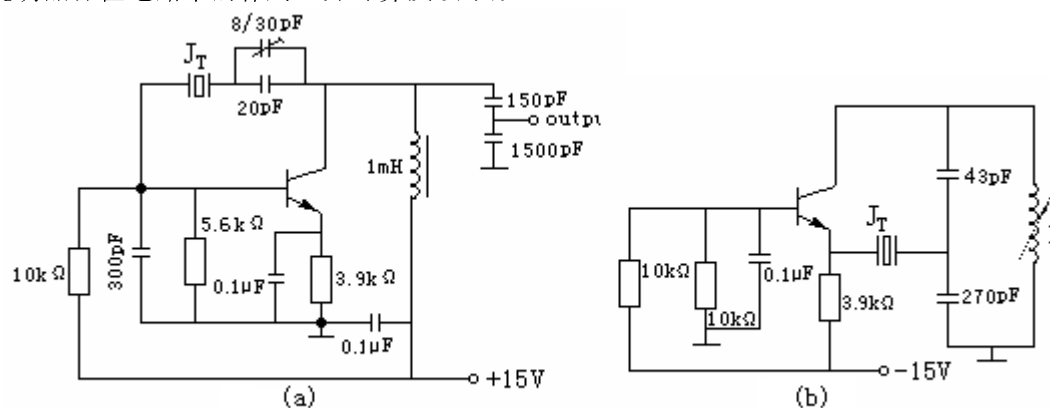 8/30pF
J_T
20pF
150pF
outpu
1500pF
1mH
5.6kΩ
300pF
10kΩ
0.1μF
3.9kΩ
0.1μF
+15V
(a)
43pF
J_T
10kΩ
0.1μF
10kΩ
3.9kΩ
270pF
-15V
(b)